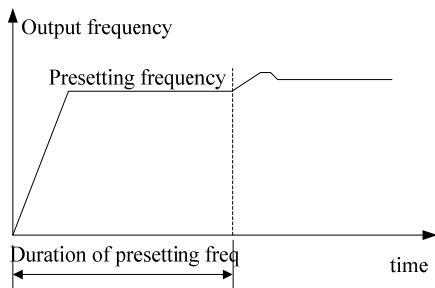 Output frequency
Presetting frequency
Duration of presetting freq
time